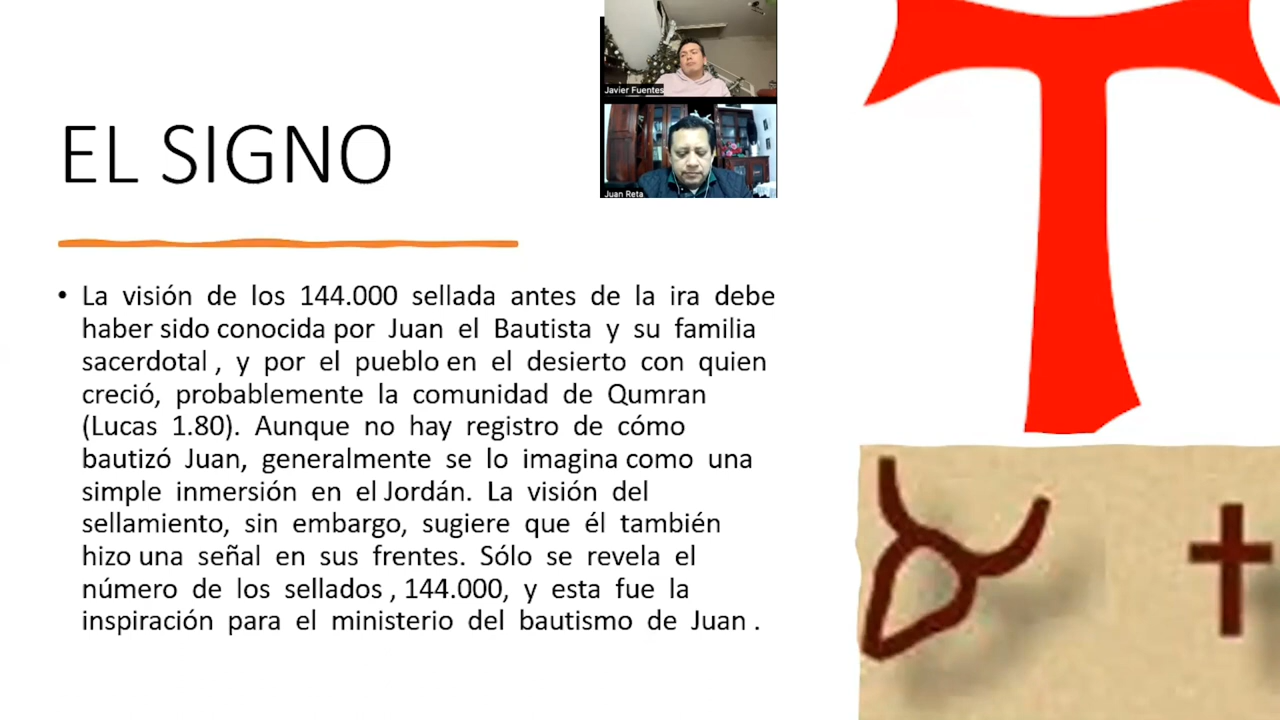 Javier Fuentes
Juan Reta
EL SIGNO
• La visión de los 144.000 sellada antes de la ira debe
haber sido conocida por Juan el Bautista y su familia
sacerdotal , y por el pueblo en el desierto con quien
creció, probablemente la comunidad de Qumran
(Lucas 1.80). Aunque no hay registro de cómo
bautizó Juan, generalmente se lo imagina como una
simple inmersión en el Jordán. La visión del
sellamiento, sin embargo, sugiere que él también
hizo una señal en sus frentes. Sólo se revela el
número de los sellados , 144.000, y esta fue la
inspiración para el ministerio del bautismo de Juan .